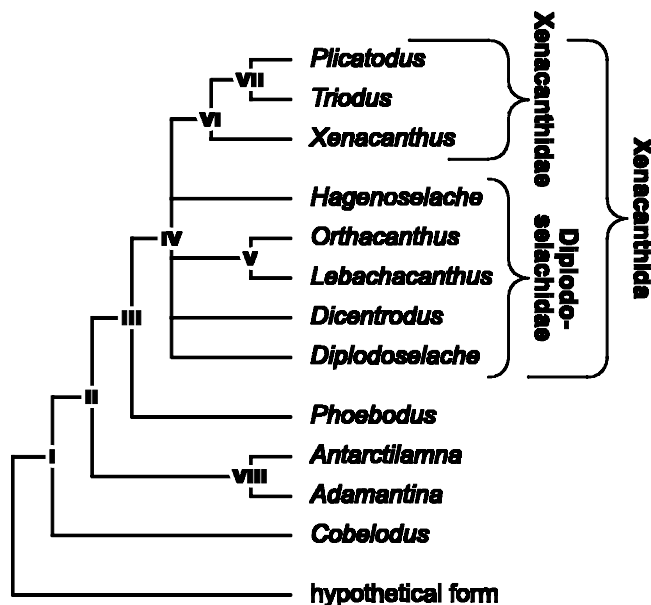 Plicatodus
VII
Triodus
VI
Xenacanthus
Xenacanthidae
Hagenoselache
IV
Orthacanthus
V
Lebachacanthus
Dicentrodus
Diplodoselache
Diplodo-
selachidae
Xenacanthida
III
Phoebodus
II
Antarctilamna
VIII
Adamantina
I
Cobelodus
hypothetical form